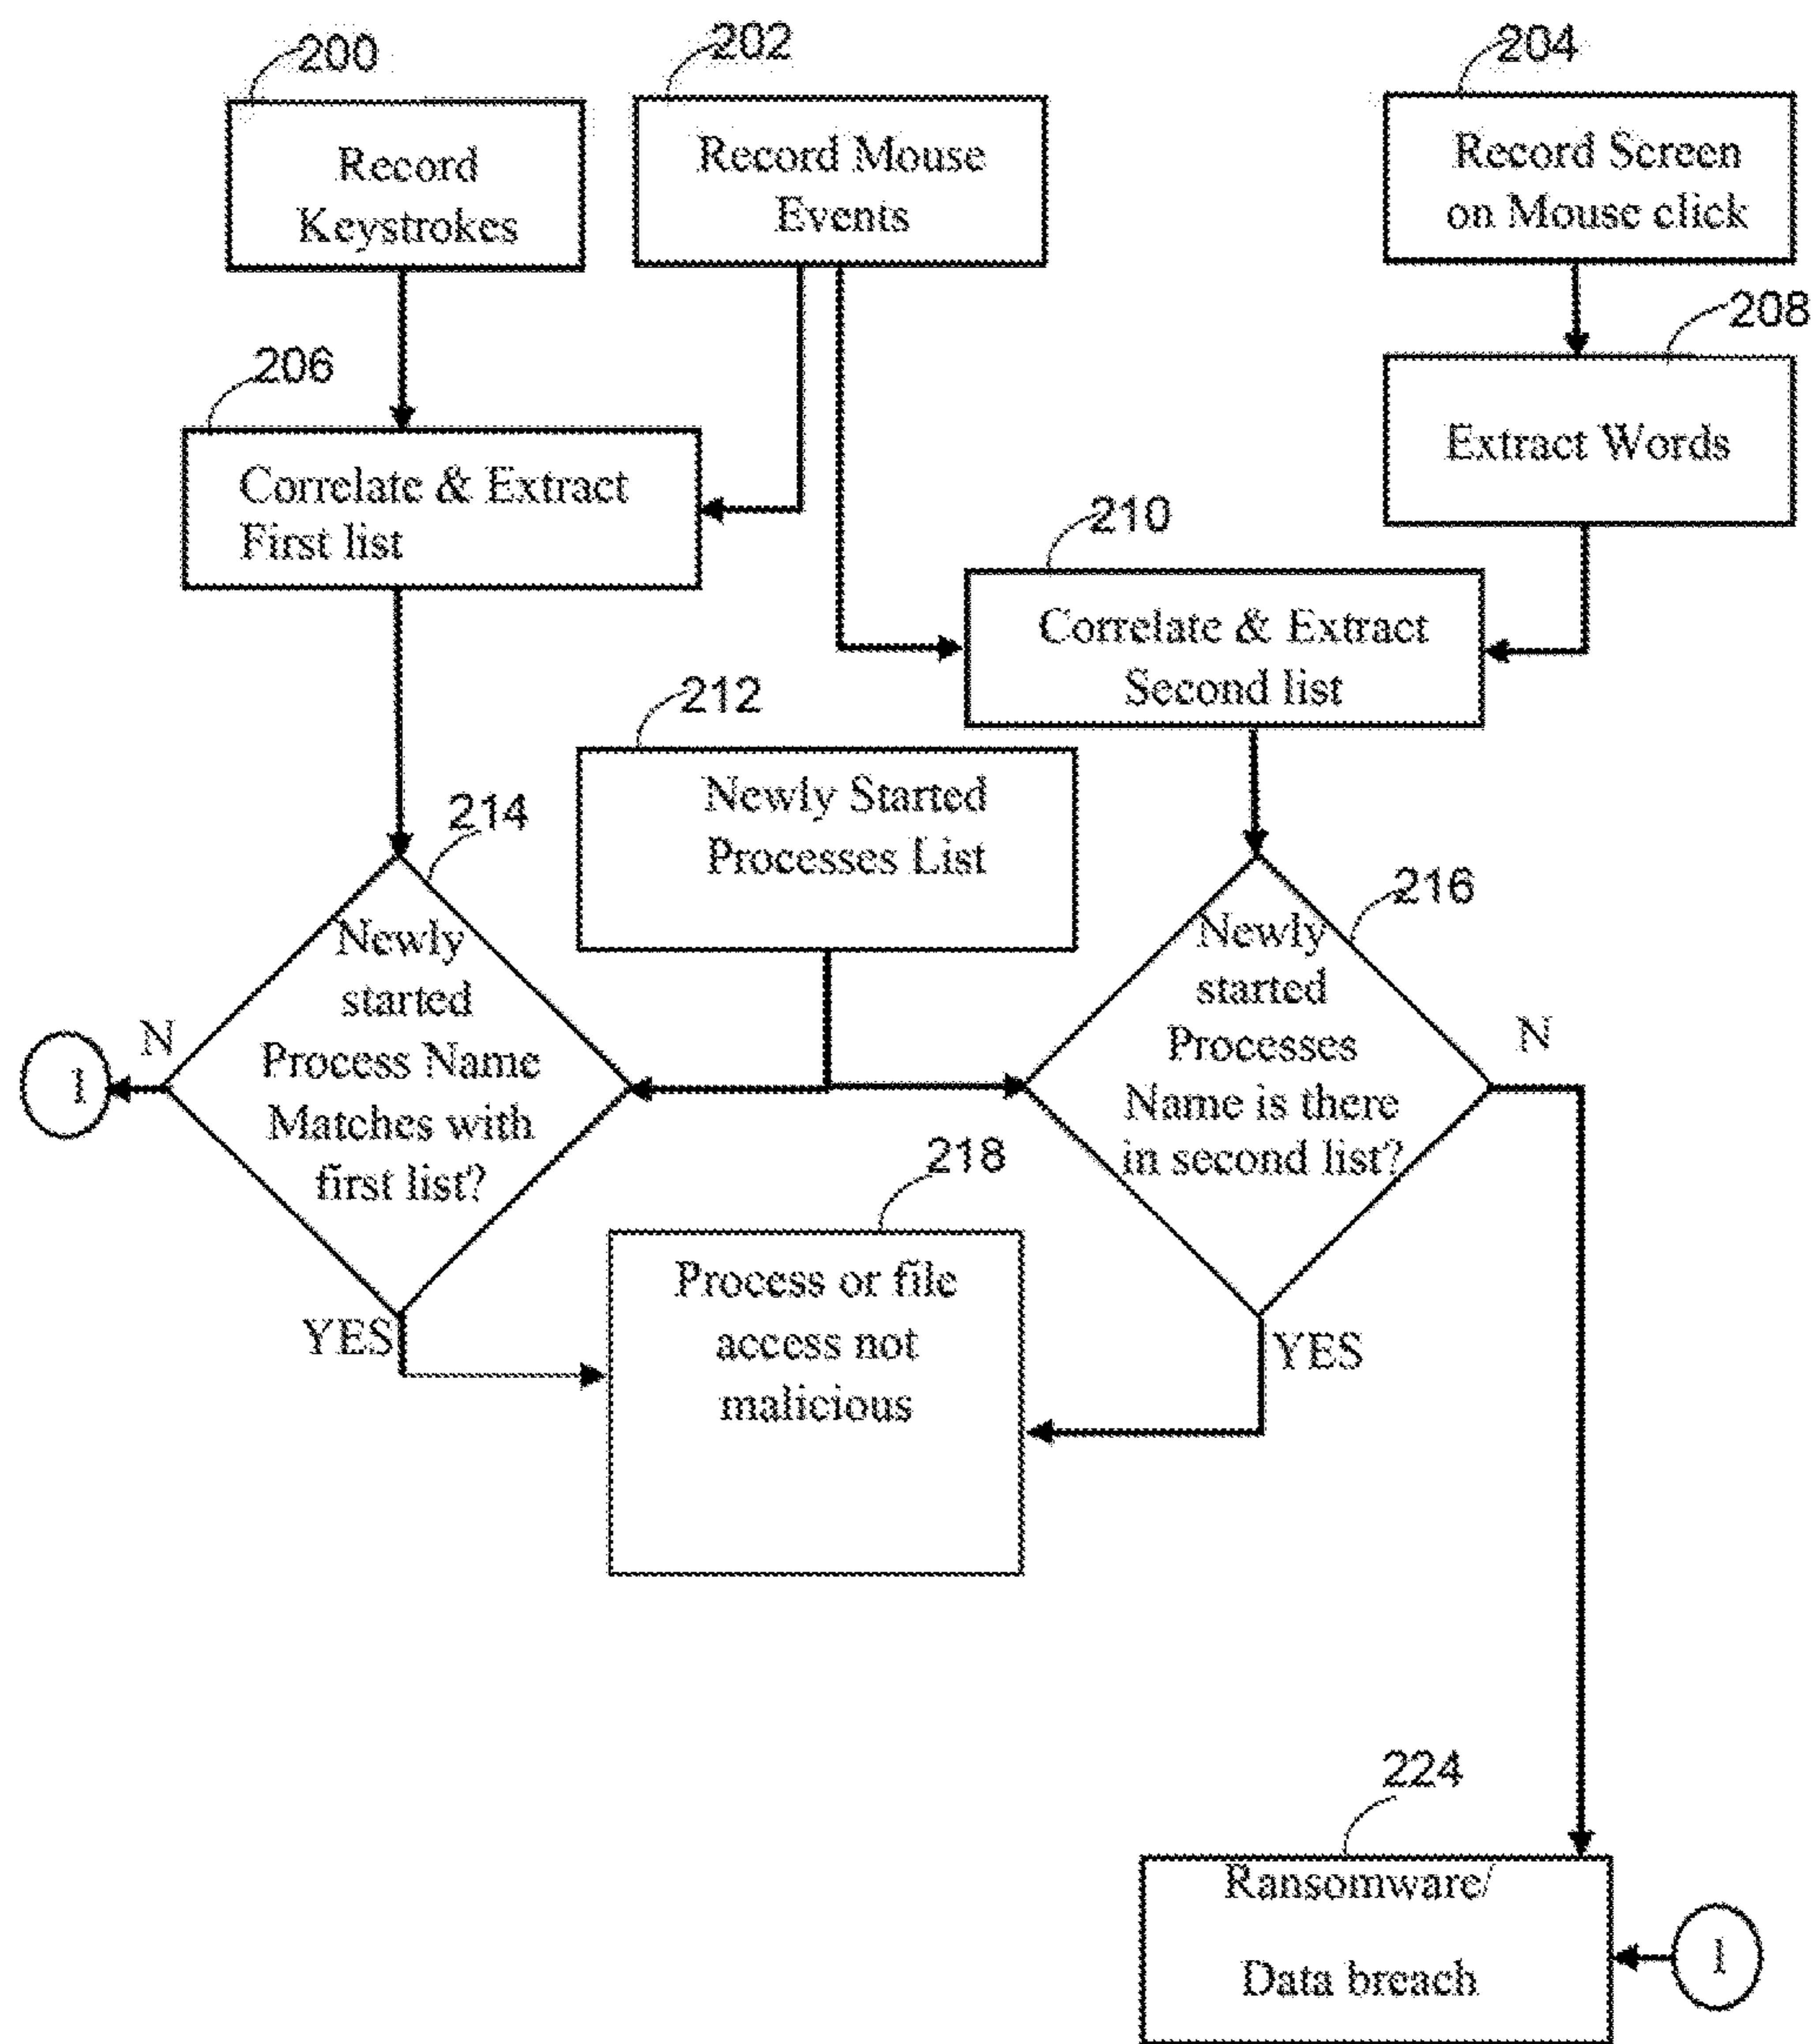 200
Record
Keystrokes
202
Record Mouse
Events
204
Record Screen
on Mouse click
206
Correlate & Extract
First list
208
Extract Words
210
Correlate & Extract
Second list
212
Newly Started
Processes List
214
Newly
started
Process Name
Matches with
first list?
N
1
YES
216
Newly
started
Processes
Name is there
in second list?
N
YES
218
Process or file
access not
malicious
224
Ransomware/
Data breach
1